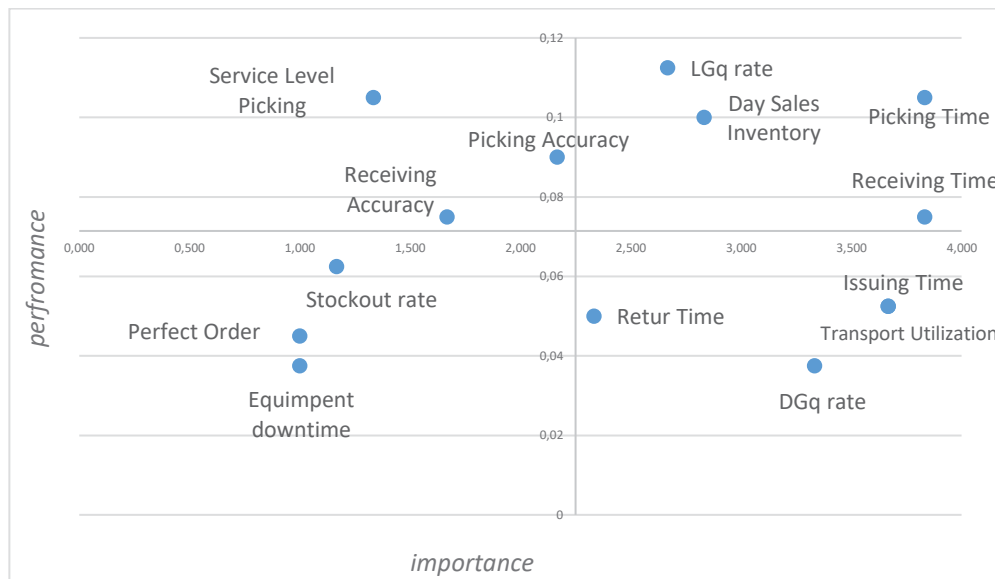 0,12
LGq rate
Service Level
Picking
Day Sales
Inventory
0,1
Picking Time
Picking Accuracy
Receiving
Accuracy
Receiving Time
0,08
0,000 0,500 1,000 1,500 2,000 2,500 3,000 3,500 4,000
perfromance
0,06
Issuing Time
Stockout rate
Retur Time
Perfect Order
Transport Utilization
0,04
Equimpent
downtime
DGq rate
0,02
0
importance